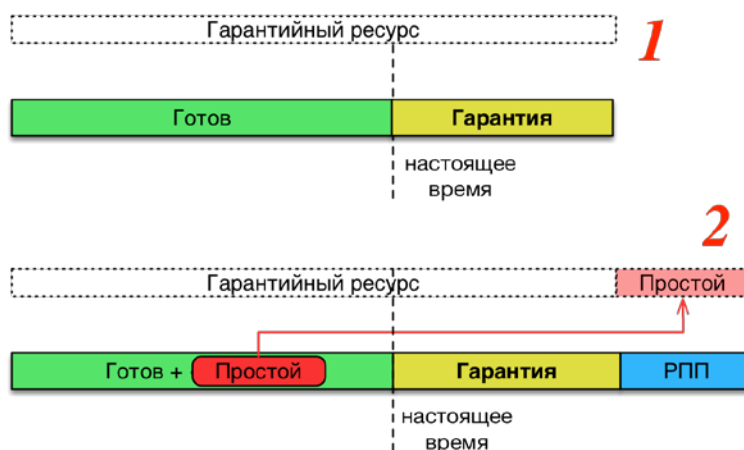 Гарантийный ресурс
1
Готов
Гарантия
настоящее
время
2
Гарантийный ресурс
Простой
Готов + Простой
Гарантия
РПП
настоящее
время